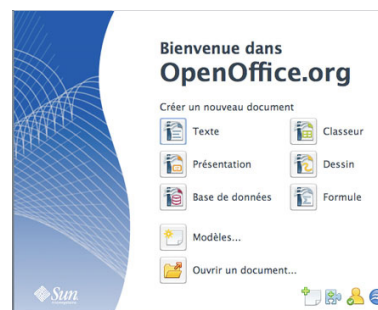 Bienvenue dans
OpenOffice.org
Créer un nouveau document
Texte
Classeur
Présentation
Dessin
Base de données
Formule
Modèles...
Ouvrir un document...
Sun